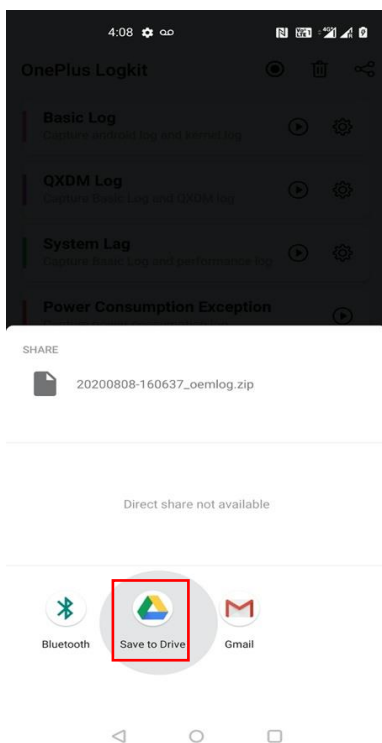 4:08
OnePlus Logkit
Basic Log
Capture android log and kernel log
QXDM Log
Capture Basic Log and QXDM log
System Lag
Capture Basic Log and performance log
Power Consumption Exception
SHARE
20200808-160637_oemlog.zip
Direct share not available
Bluetooth
Save to Drive
Gmail